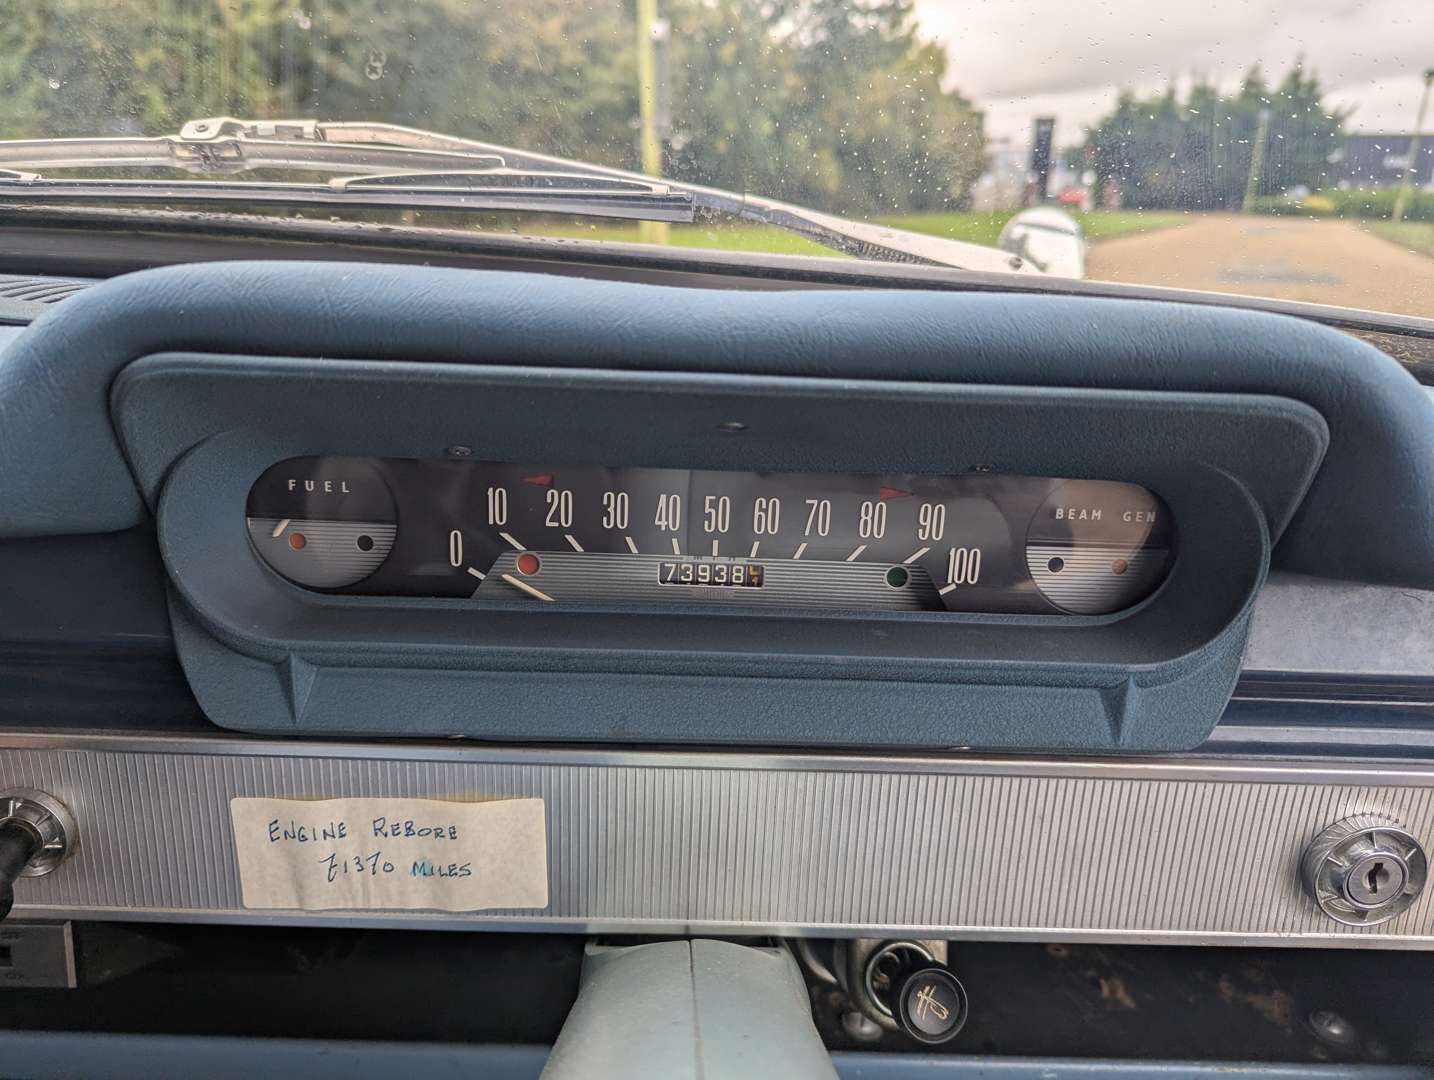 FUEL
10 20 30 40 50 60 70 80 90
0 100
BEAM GEN
73938
ENGINE REBORE
71370 MILES